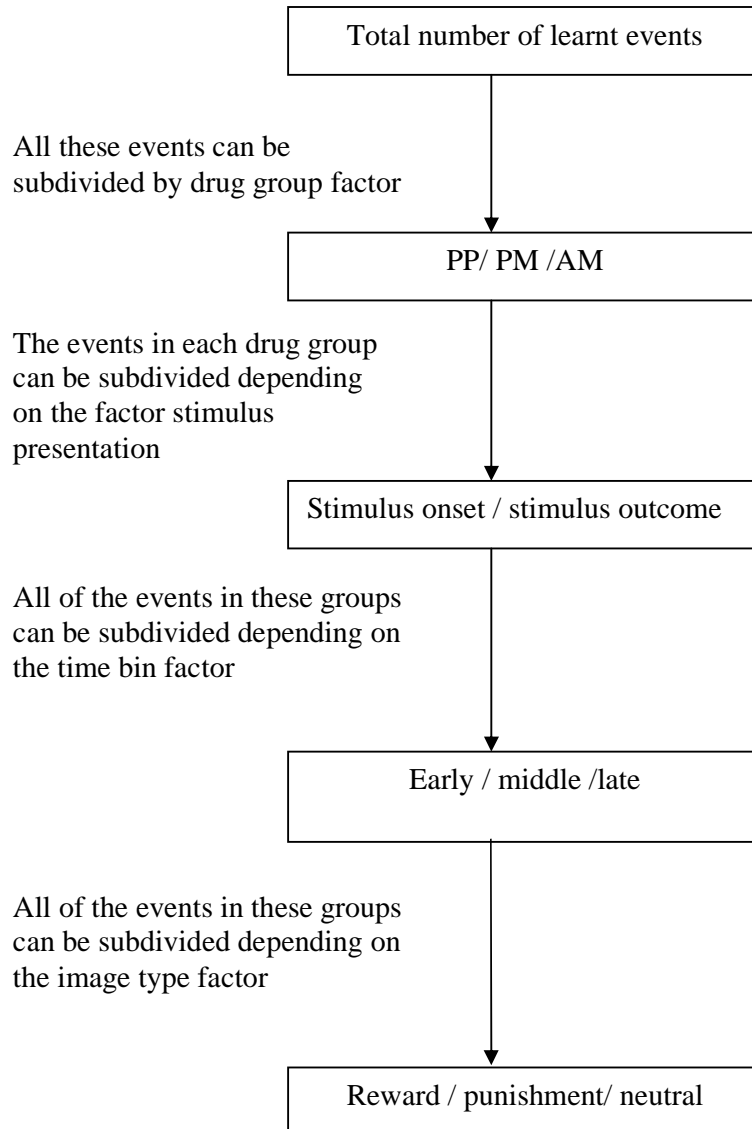 Total number of learnt events
All these events can be
subdivided by drug group factor
PP/ PM /AM
The events in each drug group
can be subdivided depending
on the factor stimulus
presentation
Stimulus onset / stimulus outcome
All of the events in these groups
can be subdivided depending on
the time bin factor
Early / middle /late
All of the events in these groups
can be subdivided depending on
the image type factor
Reward / punishment/ neutral